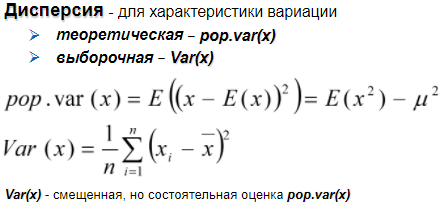 Дисперсия - для характеристики вариации
➢ теоретическая – pop.var(x)
➢ выборочная – Var(x)
pop.var (x) = E((x − E(x))²) = E(x²) − μ²
Var (x) = 1/n ∑ᵢ₌₁ⁿ (xᵢ − x̅)²
Var(x) - смещенная, но состоятельная оценка pop.var(x)